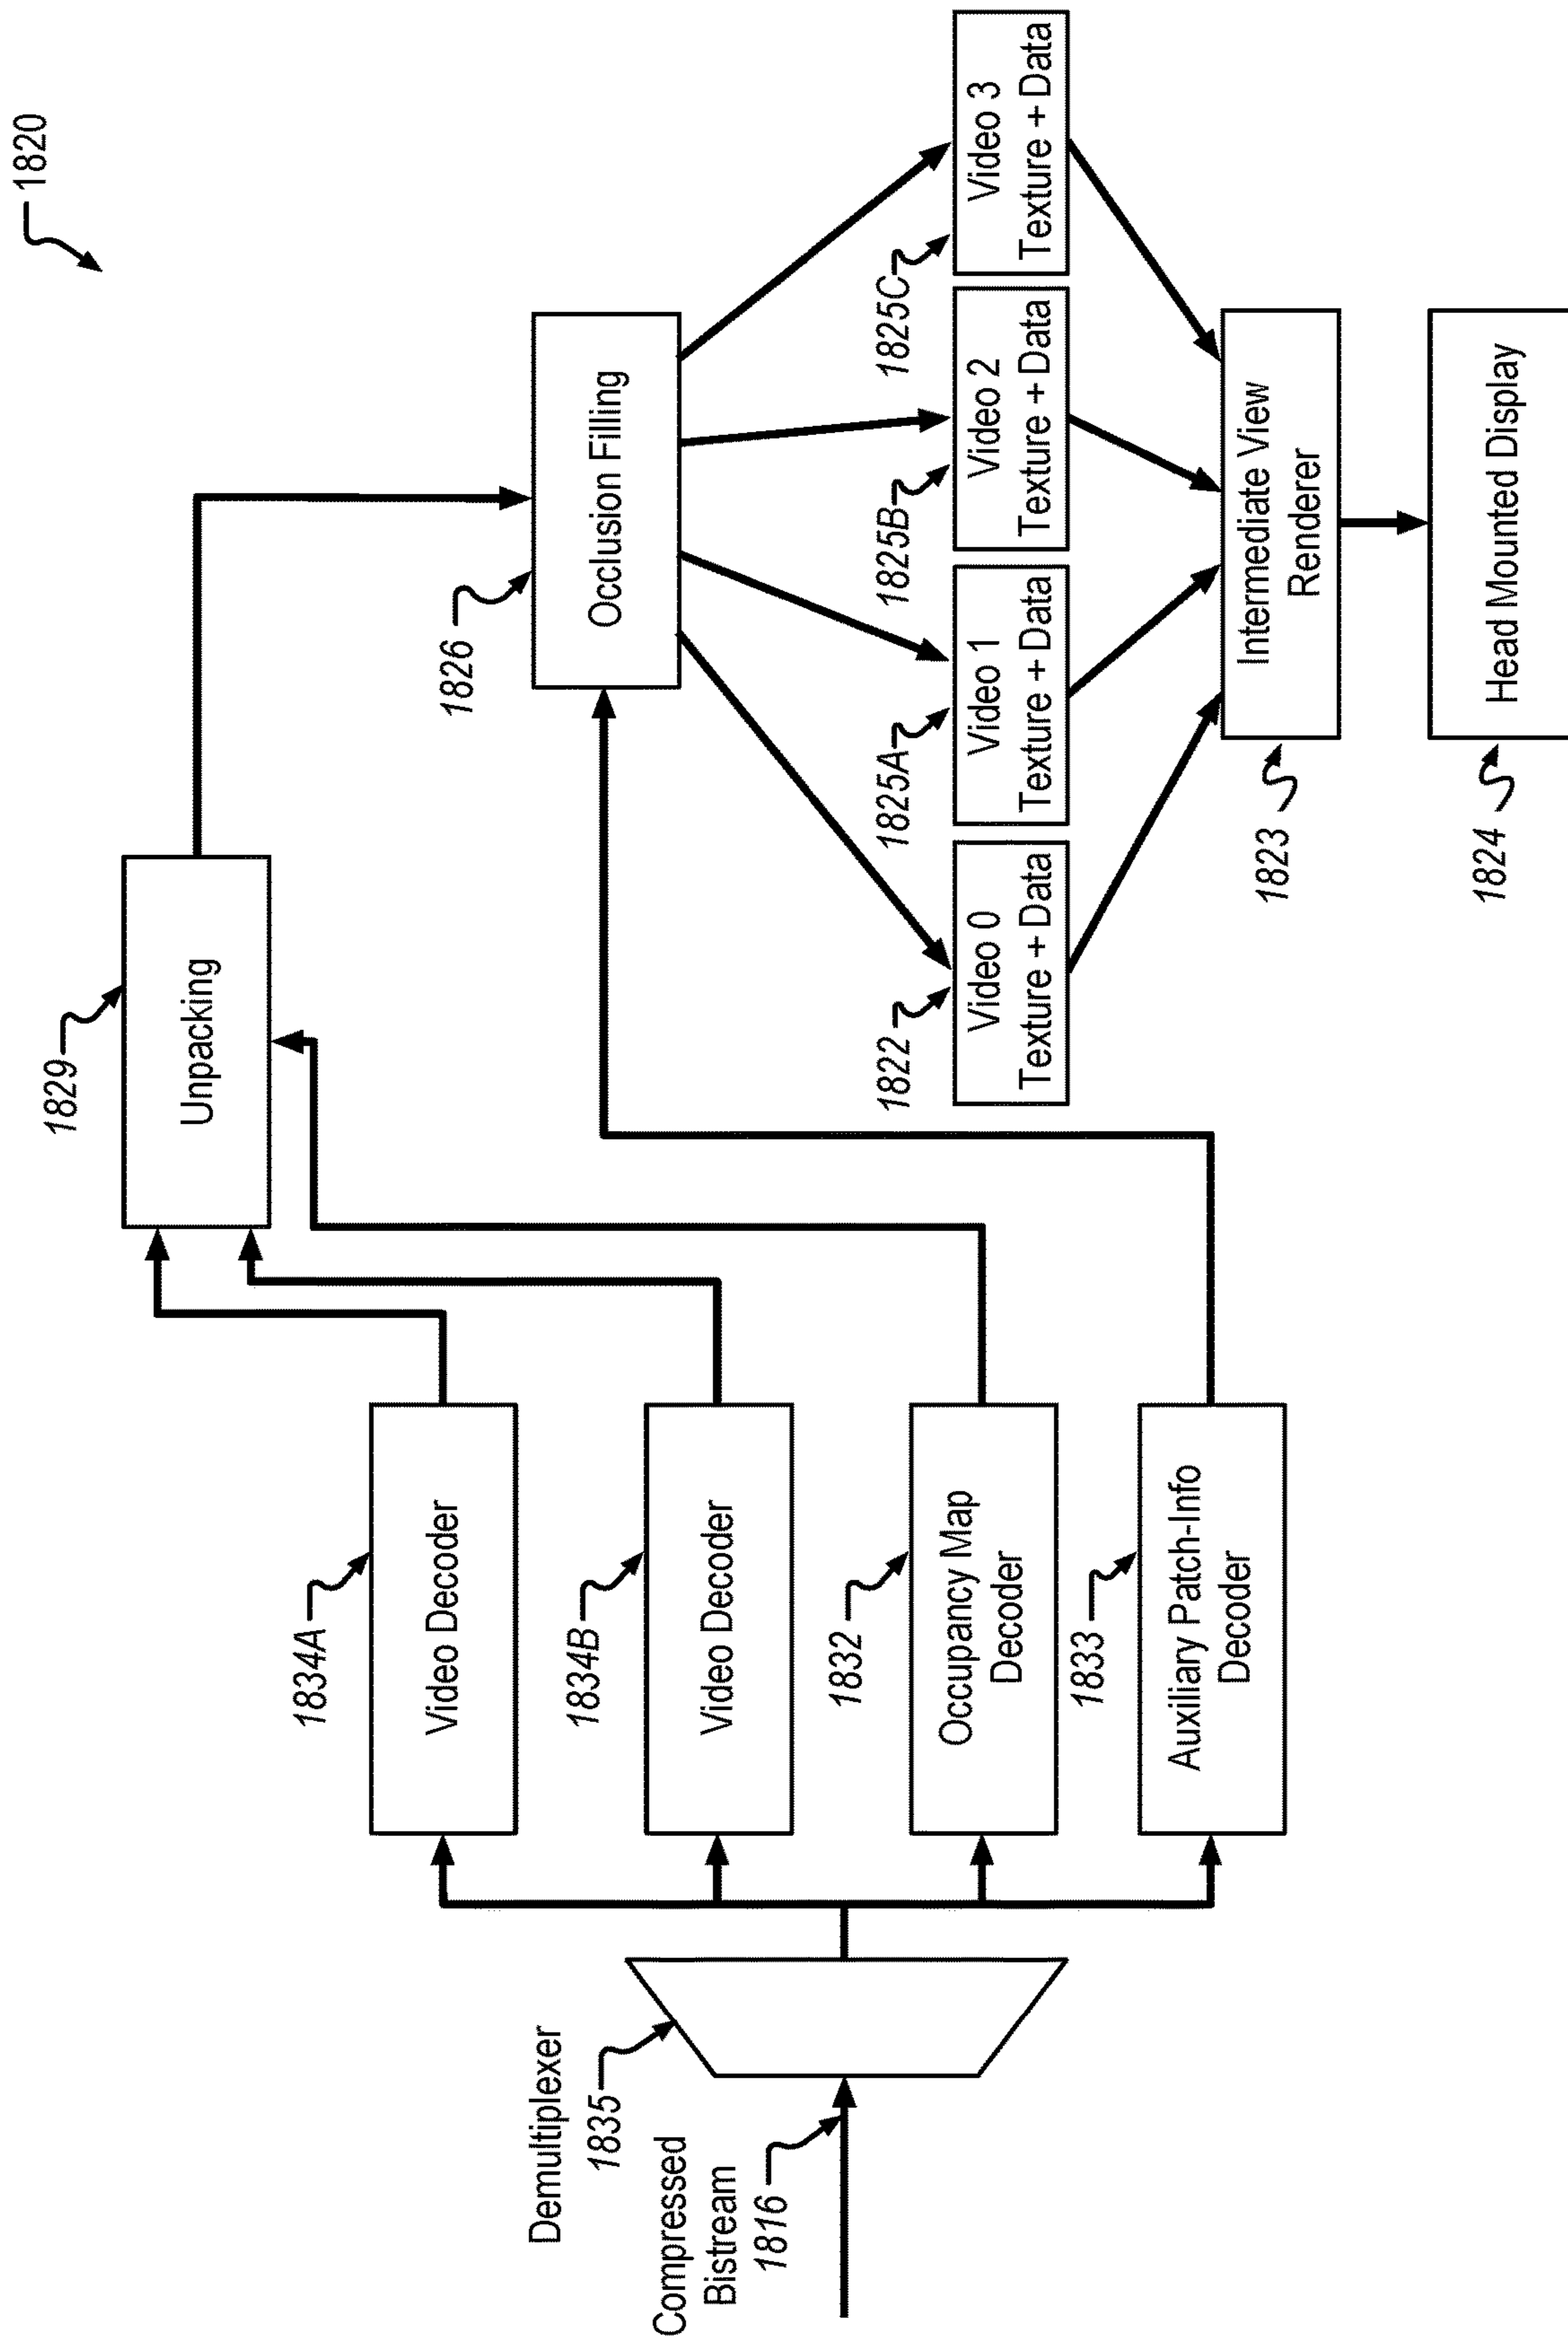 1820
1829
Unpacking
1834A
Video Decoder
1834B
Video Decoder
1832
Occupancy Map
Decoder
1833
Auxiliary Patch-Info
Decoder
Demultiplexer
1835
Compressed
Bistream
1816
1826
Occlusion Filling
1822
Video 0
Texture + Data
1825A
Video 1
Texture + Data
1825B
Video 2
Texture + Data
1825C
Video 3
Texture + Data
1823
Intermediate View
Renderer
1824
Head Mounted Display